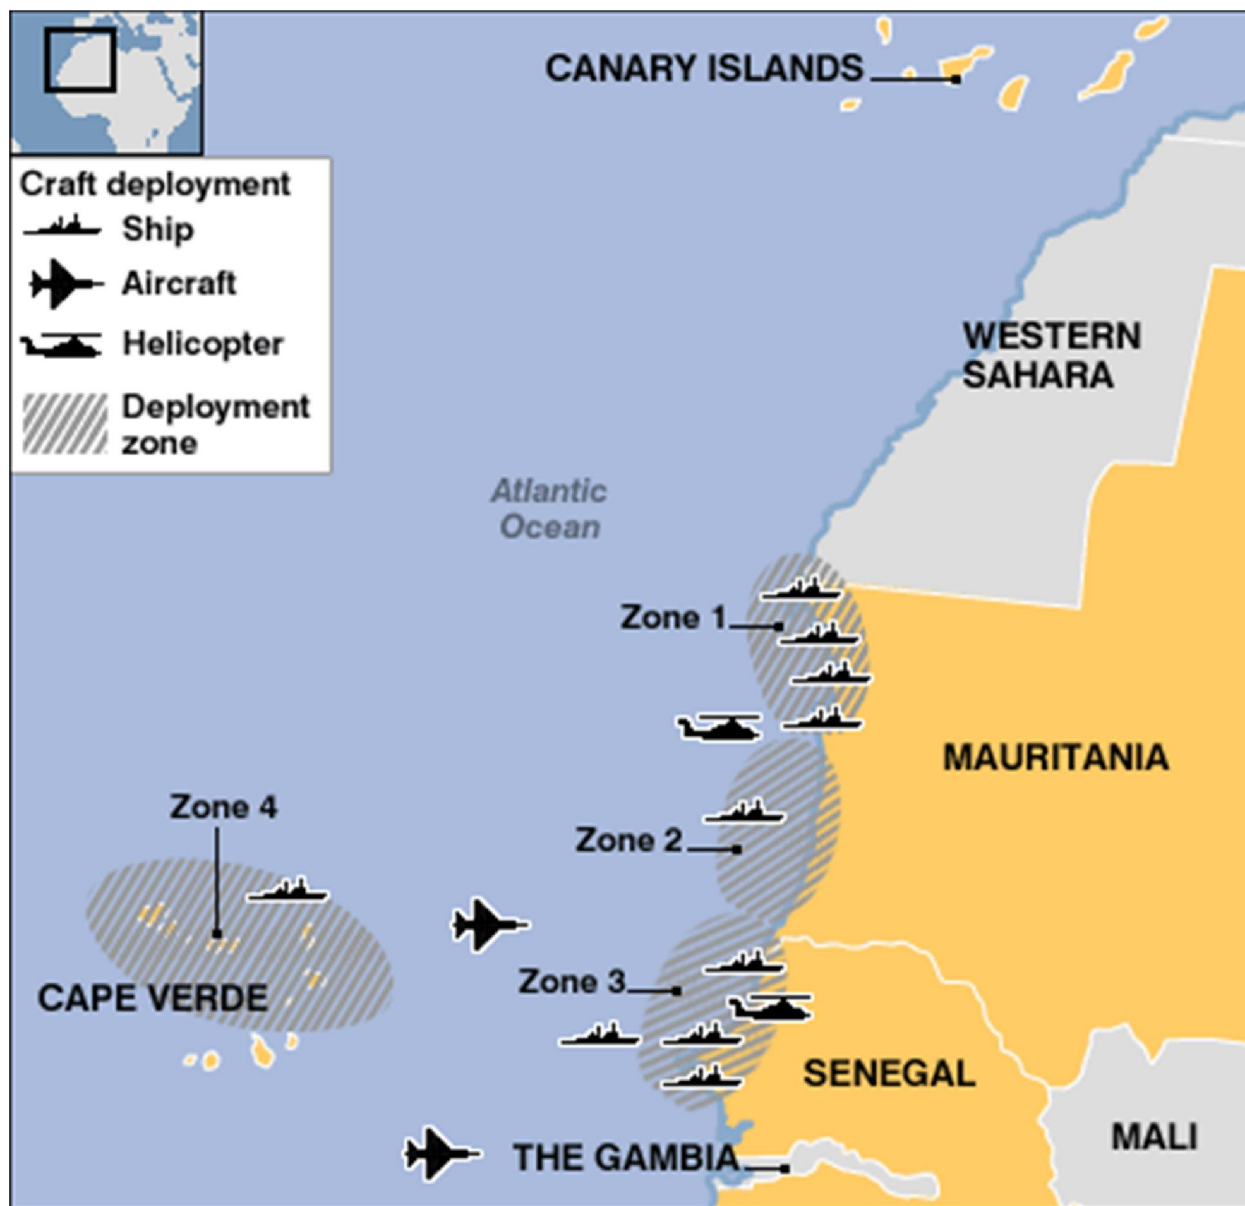 CANARY ISLANDS
Craft deployment
Ship
Aircraft
Helicopter
Deployment
zone
WESTERN
SAHARA
Atlantic
Ocean
Zone 1
MAURITANIA
Zone 4
Zone 2
Zone 3
CAPE VERDE
SENEGAL
MALI
THE GAMBIA